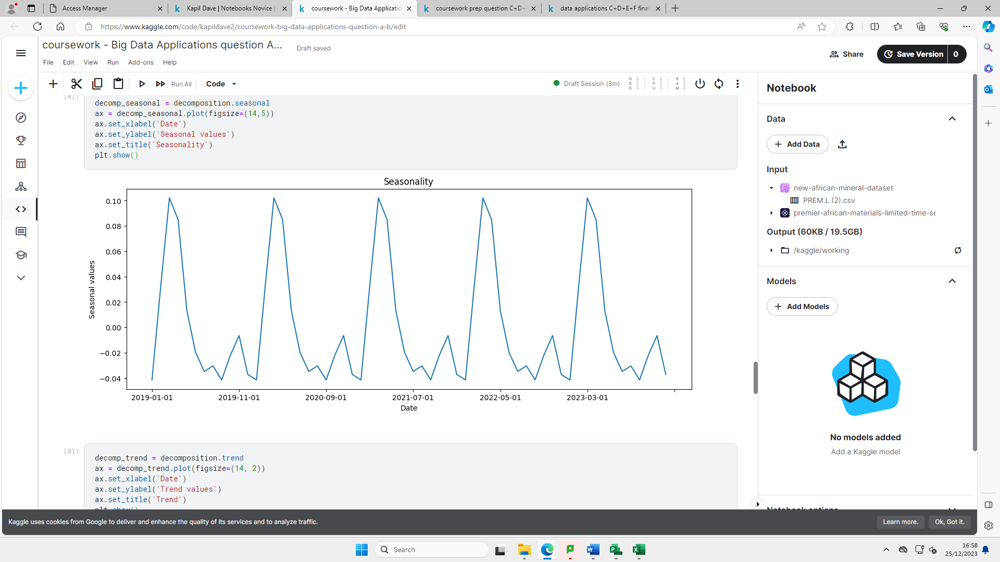 Access Manager
Kapil Dave | Notebooks Novice |
coursework - Big Data Applicatio
coursework prep question C+D+
data applications C+D+E+F final
https://www.kaggle.com/code/kapildave2/coursework-big-data-applications-question-a-b/edit
coursework - Big Data Applications question A...
Draft saved
Share
Save Version
0
File
Edit
View
Run
Add-ons
Help
Run All
Code
Draft Session (3m)
HDD
CPU
RAM
[8]:
decomp_seasonal = decomposition.seasonal
ax = decomp_seasonal.plot(figsize=(14,5))
ax.set_xlabel('Date')
ax.set_ylabel('Seasonal values')
ax.set_title('Seasonality')
plt.show()
Seasonality
0.10
0.08
0.06
0.04
0.02
0.00
−0.02
−0.04
Seasonal values
2019-01-01
2019-11-01
2020-09-01
2021-07-01
2022-05-01
2023-03-01
Date
[9]:
decomp_trend = decomposition.trend
ax = decomp_trend.plot(figsize=(14, 2))
ax.set_xlabel('Date')
ax.set_ylabel('Trend values')
ax.set_title('Trend')
plt.show()
Notebook
Data
Add Data
Input
new-african-mineral-dataset
PREM.L (2).csv
premier-african-materials-limited-time-se
Output (60KB / 19.5GB)
/kaggle/working
Models
Add Models
No models added
Add a Kaggle model
Notebook options
Kaggle uses cookies from Google to deliver and enhance the quality of its services and to analyze traffic.
Learn more.
Ok, Got it.
Search
16:58
25/12/2023